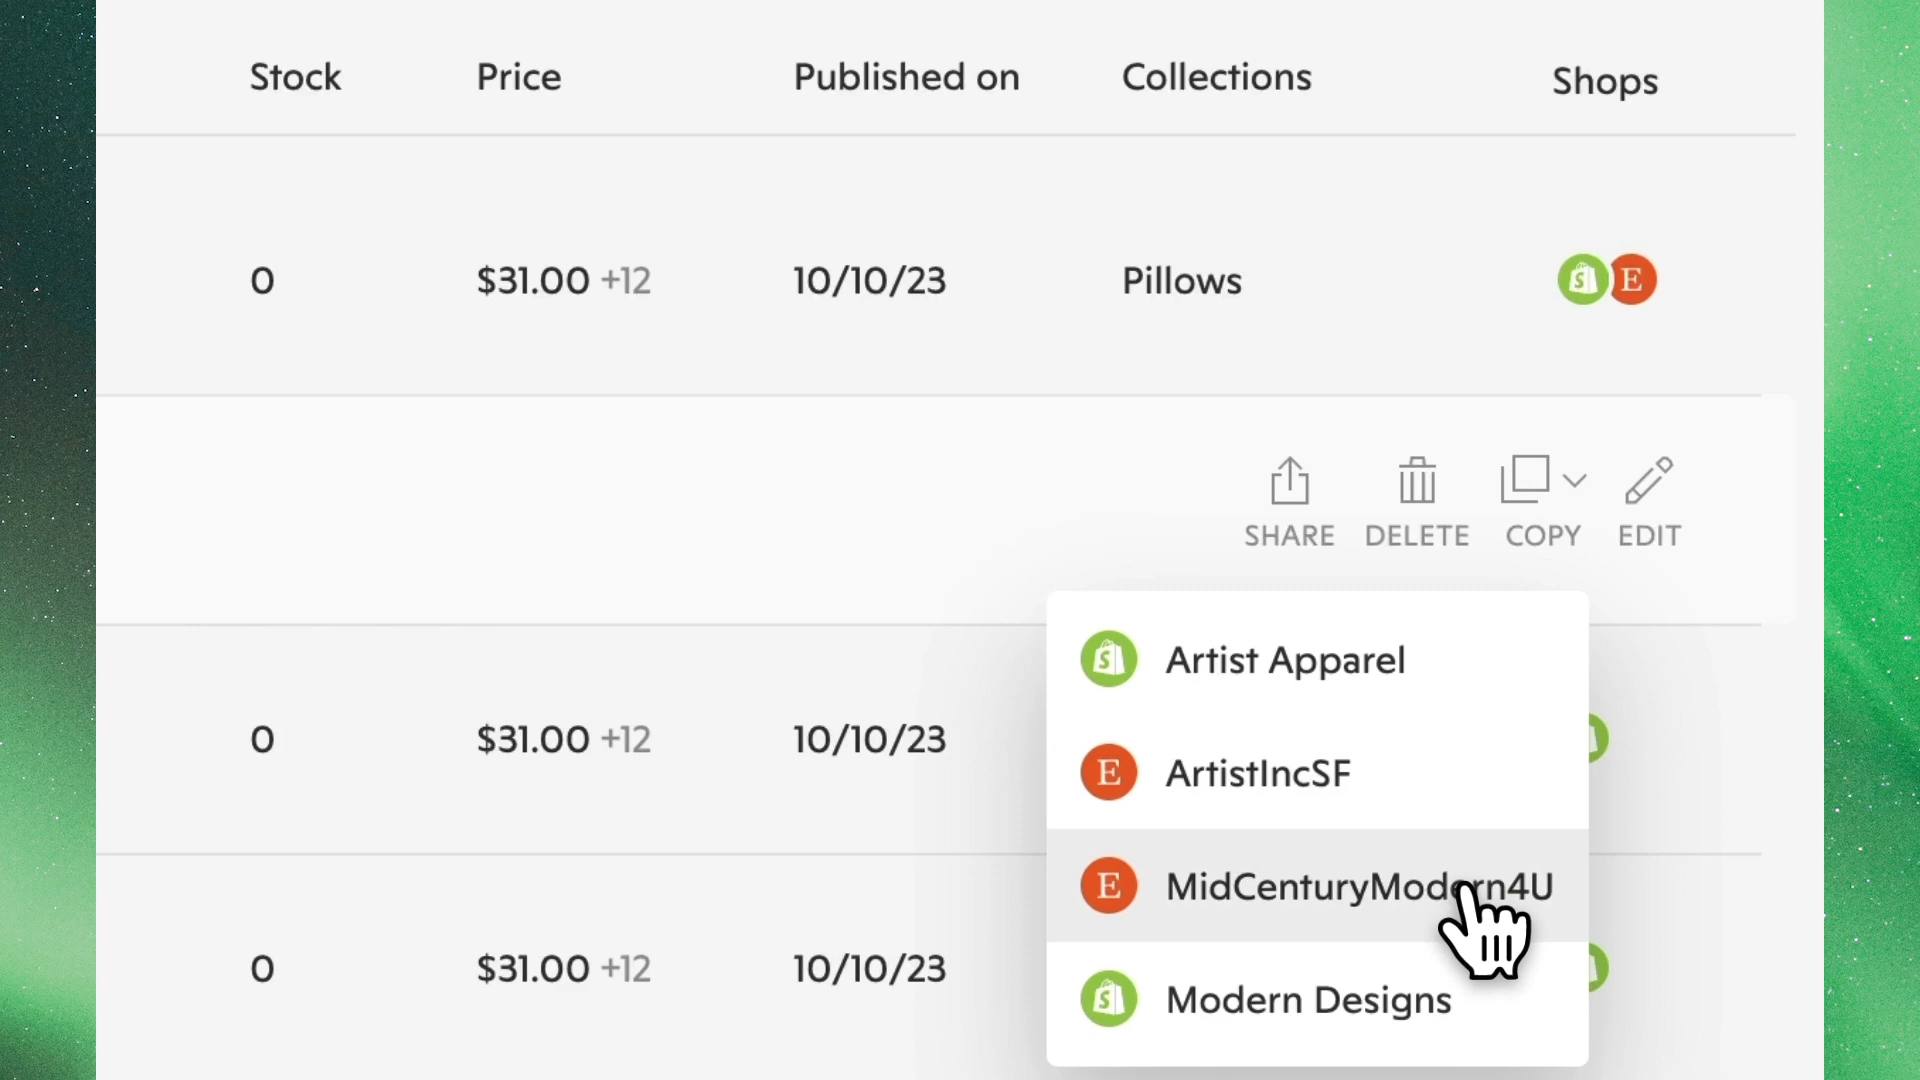 Stock Price Published on Collections Shops
0 $31.00 +12 10/10/23 Pillows S E
SHARE DELETE COPY EDIT
S Artist Apparel
0 $31.00 +12 10/10/23
E ArtistIncSF
E MidCenturyModern4U
0 $31.00 +12 10/10/23
S Modern Designs